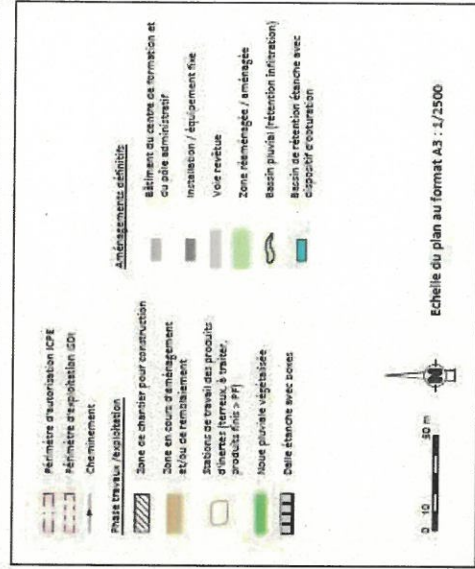 Périmètre d'autorisation ICPE
Périmètre d'exploitation GDI
Cheminement
Phase travaux /exploitation
Zone de chantier pour construction
Zone en cours d'aménagement
et/ou de remblaiement
Stations de travail des produits
d'inertes (terreux, à traiter,
produits finis > PF)
Noue pluviale végétalisée
Dalle étanche avec boxes
Aménagements définitifs
Bâtiment du centre de formation et
du pôle administratif
Installation / équipement fixe
Voie revêtue
Zone réaménagée / aménagée
Bassin pluvial (rétention infiltration)
Bassin de rétention étanche avec
dispositif d'obturation
0 10 50 m
N
Echelle du plan au format A3 : 1/2500